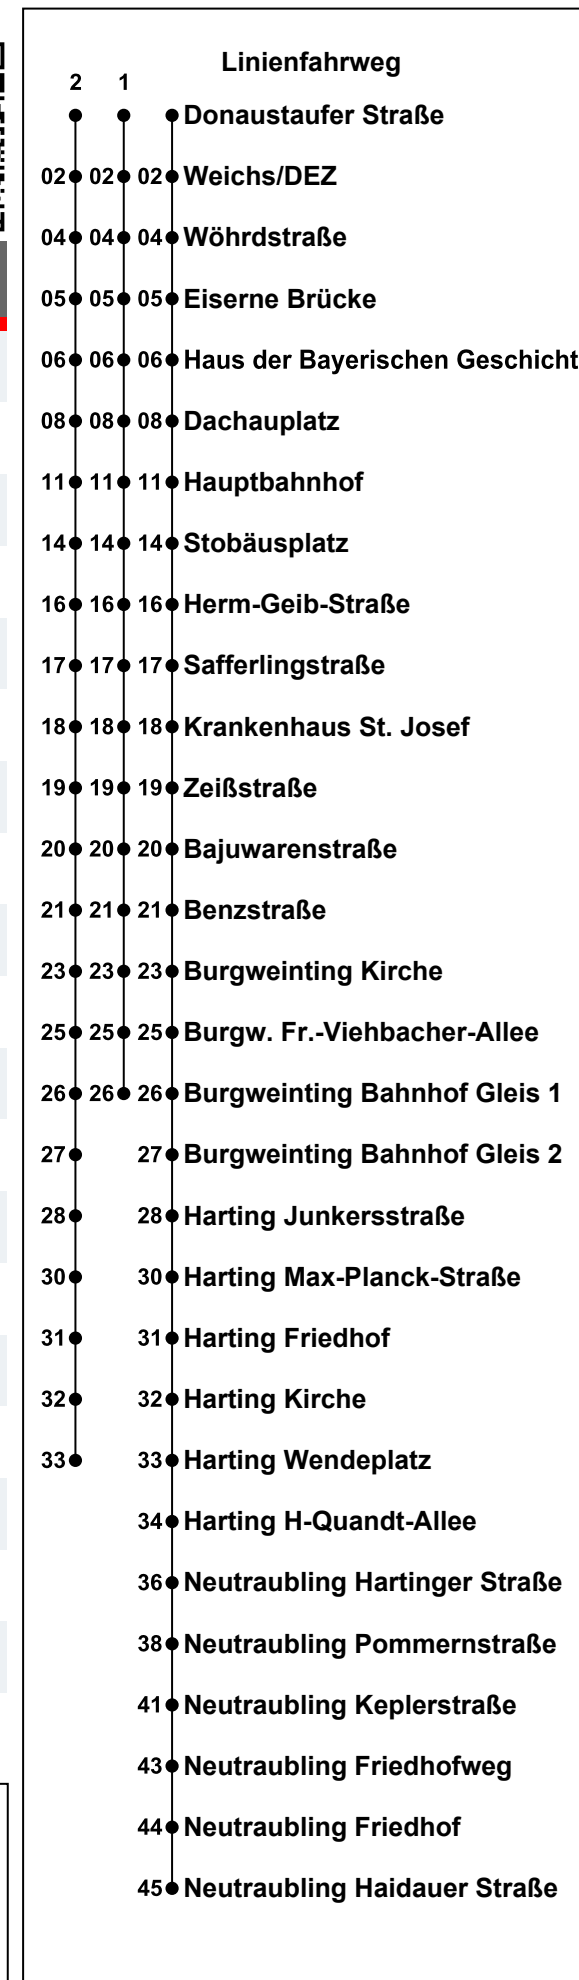 Linienfahrweg
2 1
Donaustaufer Straße
02 02 02 Weichs/DEZ
04 04 04 Wöhrdstraße
05 05 05 Eiserne Brücke
06 06 06 Haus der Bayerischen Geschicht
08 08 08 Dachauplatz
11 11 11 Hauptbahnhof
14 14 14 Stobäusplatz
16 16 16 Herm-Geib-Straße
17 17 17 Safferlingstraße
18 18 18 Krankenhaus St. Josef
19 19 19 Zeißstraße
20 20 20 Bajuwarenstraße
21 21 21 Benzstraße
23 23 23 Burgweinting Kirche
25 25 25 Burgw. Fr.-Viehbacher-Allee
26 26 26 Burgweinting Bahnhof Gleis 1
27 27 Burgweinting Bahnhof Gleis 2
28 28 Harting Junkersstraße
30 30 Harting Max-Planck-Straße
31 31 Harting Friedhof
32 32 Harting Kirche
33 33 Harting Wendeplatz
34 Harting H-Quandt-Allee
36 Neutraubling Hartinger Straße
38 Neutraubling Pommernstraße
41 Neutraubling Keplerstraße
43 Neutraubling Friedhofweg
44 Neutraubling Friedhof
45 Neutraubling Haidauer Straße